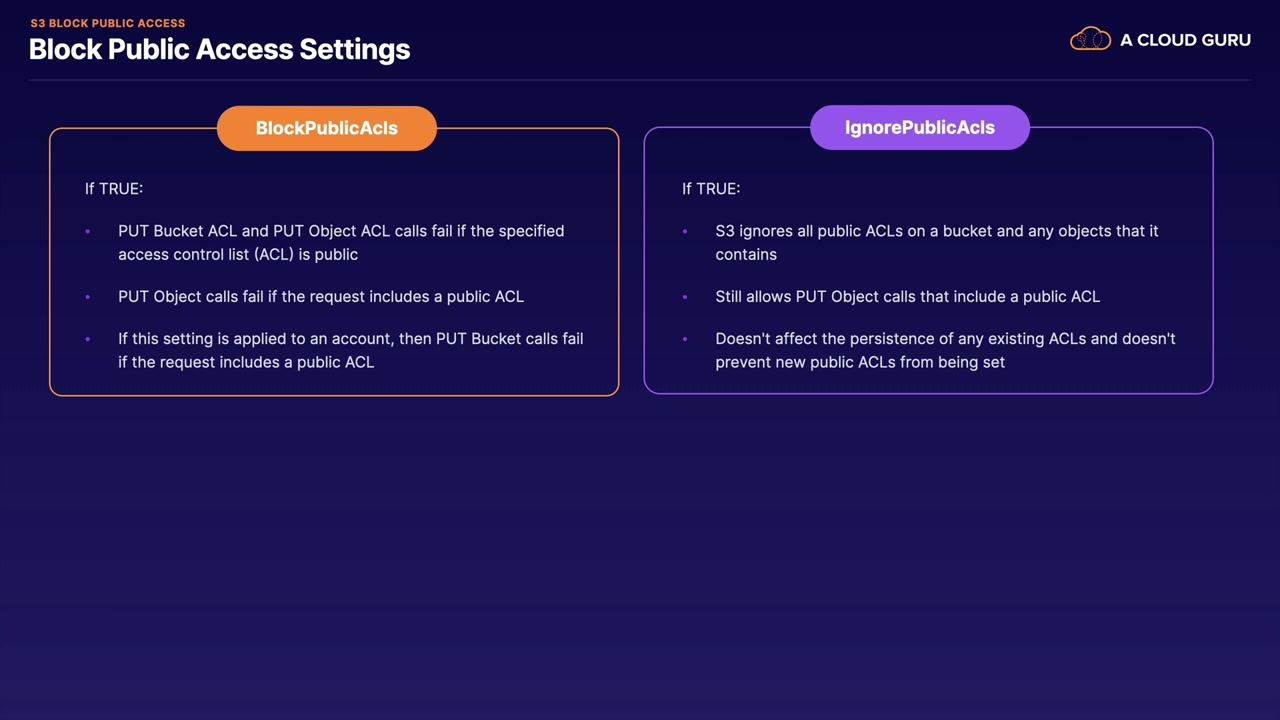 S3 BLOCK PUBLIC ACCESS
Block Public Access Settings
A CLOUD GURU
BlockPublicAcls
If TRUE:
• PUT Bucket ACL and PUT Object ACL calls fail if the specified
access control list (ACL) is public
• PUT Object calls fail if the request includes a public ACL
• If this setting is applied to an account, then PUT Bucket calls fail
if the request includes a public ACL
IgnorePublicAcls
If TRUE:
• S3 ignores all public ACLs on a bucket and any objects that it
contains
• Still allows PUT Object calls that include a public ACL
• Doesn't affect the persistence of any existing ACLs and doesn't
prevent new public ACLs from being set